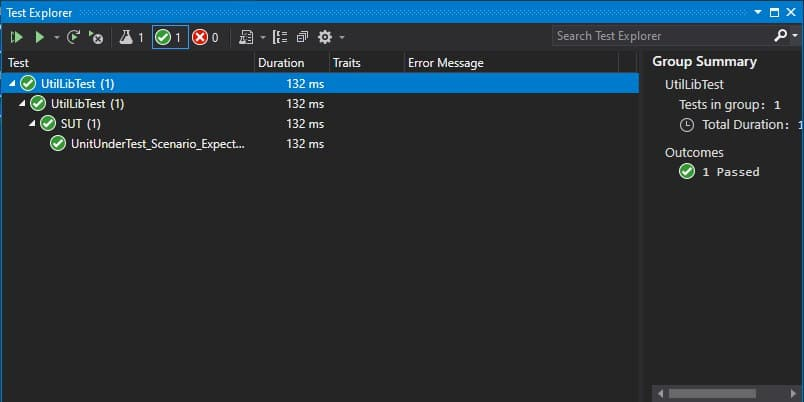 Test Explorer
1 1 0
Search Test Explorer
Test Duration Traits Error Message
UtilLibTest (1) 132 ms
UtilLibTest (1) 132 ms
SUT (1) 132 ms
UnitUnderTest_Scenario_Expect... 132 ms
Group Summary
UtilLibTest
Tests in group: 1
Total Duration:
Outcomes
1 Passed